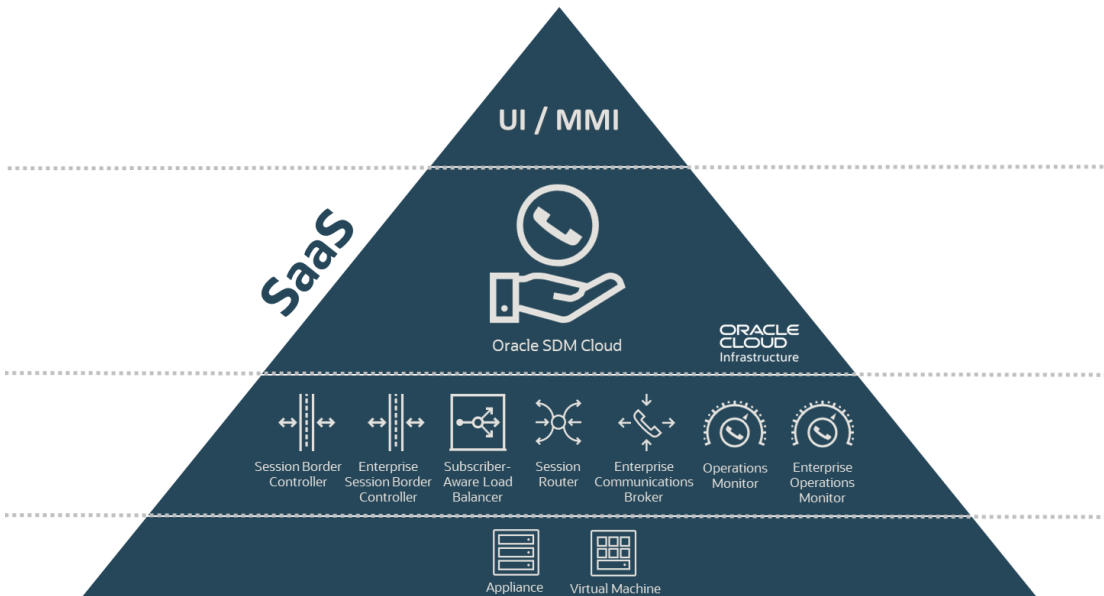 UI / MMI
SaaS
Oracle SDM Cloud
ORACLE
CLOUD
Infrastructure
Session Border
Controller
Enterprise
Session Border
Controller
Subscriber-
Aware Load
Balancer
Session
Router
Enterprise
Communications
Broker
Operations
Monitor
Enterprise
Operations
Monitor
Appliance
Virtual Machine